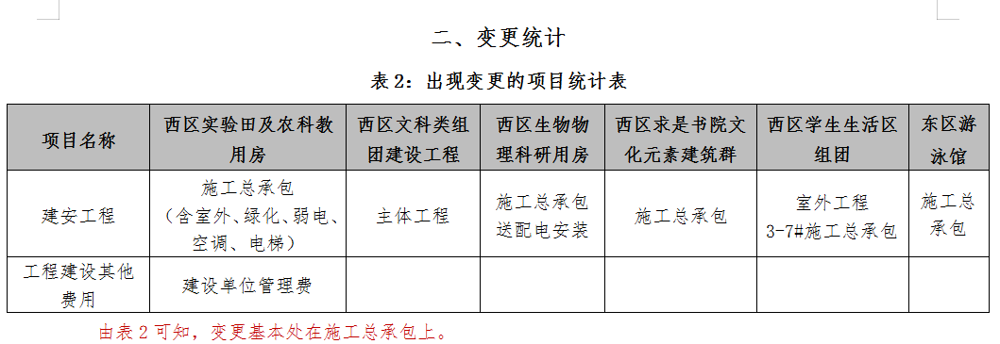 二、变更统计
表2：出现变更的项目统计表
项目名称
西区实验田及农科教
用房
西区文科类组
团建设工程
西区生物物
理科研用房
西区求是书院文
化元素建筑群
西区学生生活区
组团
东区游
泳馆
建安工程
施工总承包
（含室外、绿化、弱电、
空调、电梯）
主体工程
施工总承包
送配电安装
施工总承包
室外工程
3-7#施工总承包
施工总
承包
工程建设其他
费用
建设单位管理费
由表2可知，变更基本处在施工总承包上。